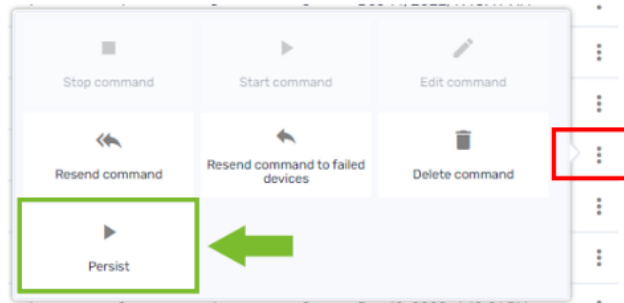 Stop command
Start command
Edit command
Resend command
Resend command to failed
devices
Delete command
Persist